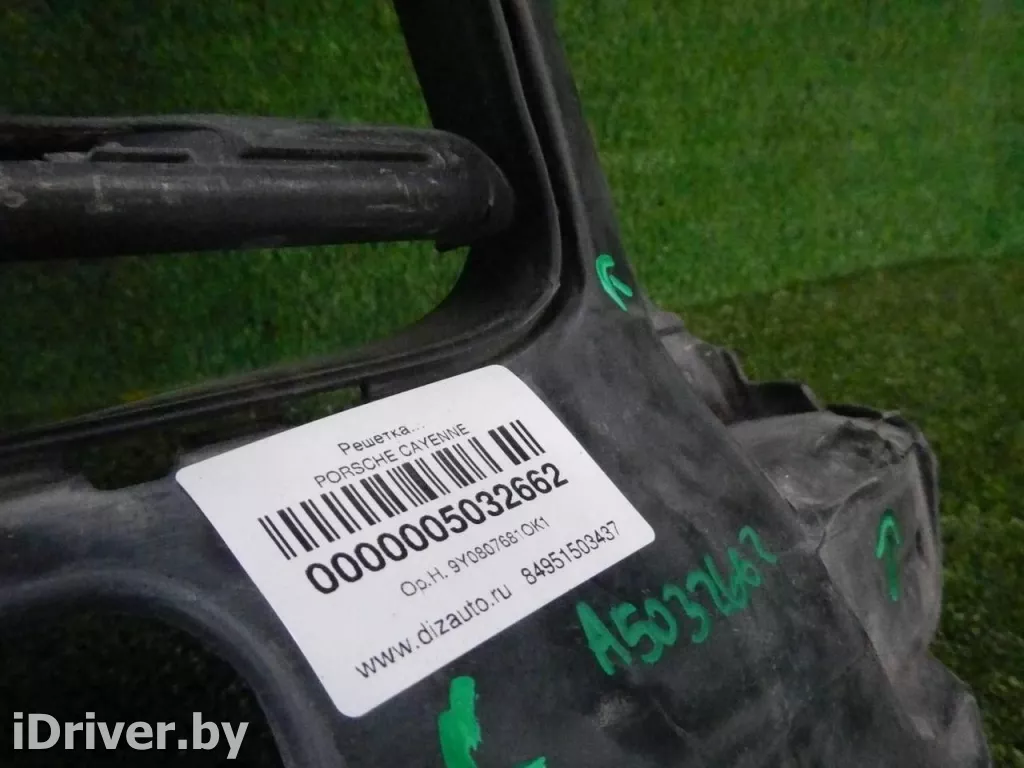 Решетка...
PORSCHE CAYENNE
0000005032662
Ор.Н. 9Y0807681OK1
www.dizauto.ru 84951503437
A5032662
iDriver.by